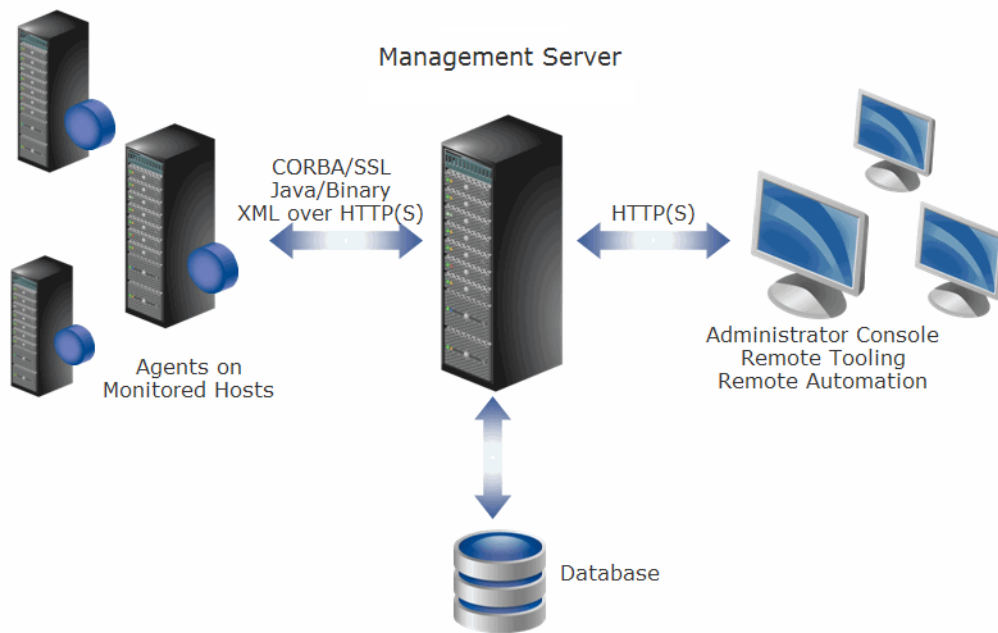 Management Server
CORBA/SSL
Java/Binary
XML over HTTP(S)
HTTP(S)
Agents on
Monitored Hosts
Administrator Console
Remote Tooling
Remote Automation
Database